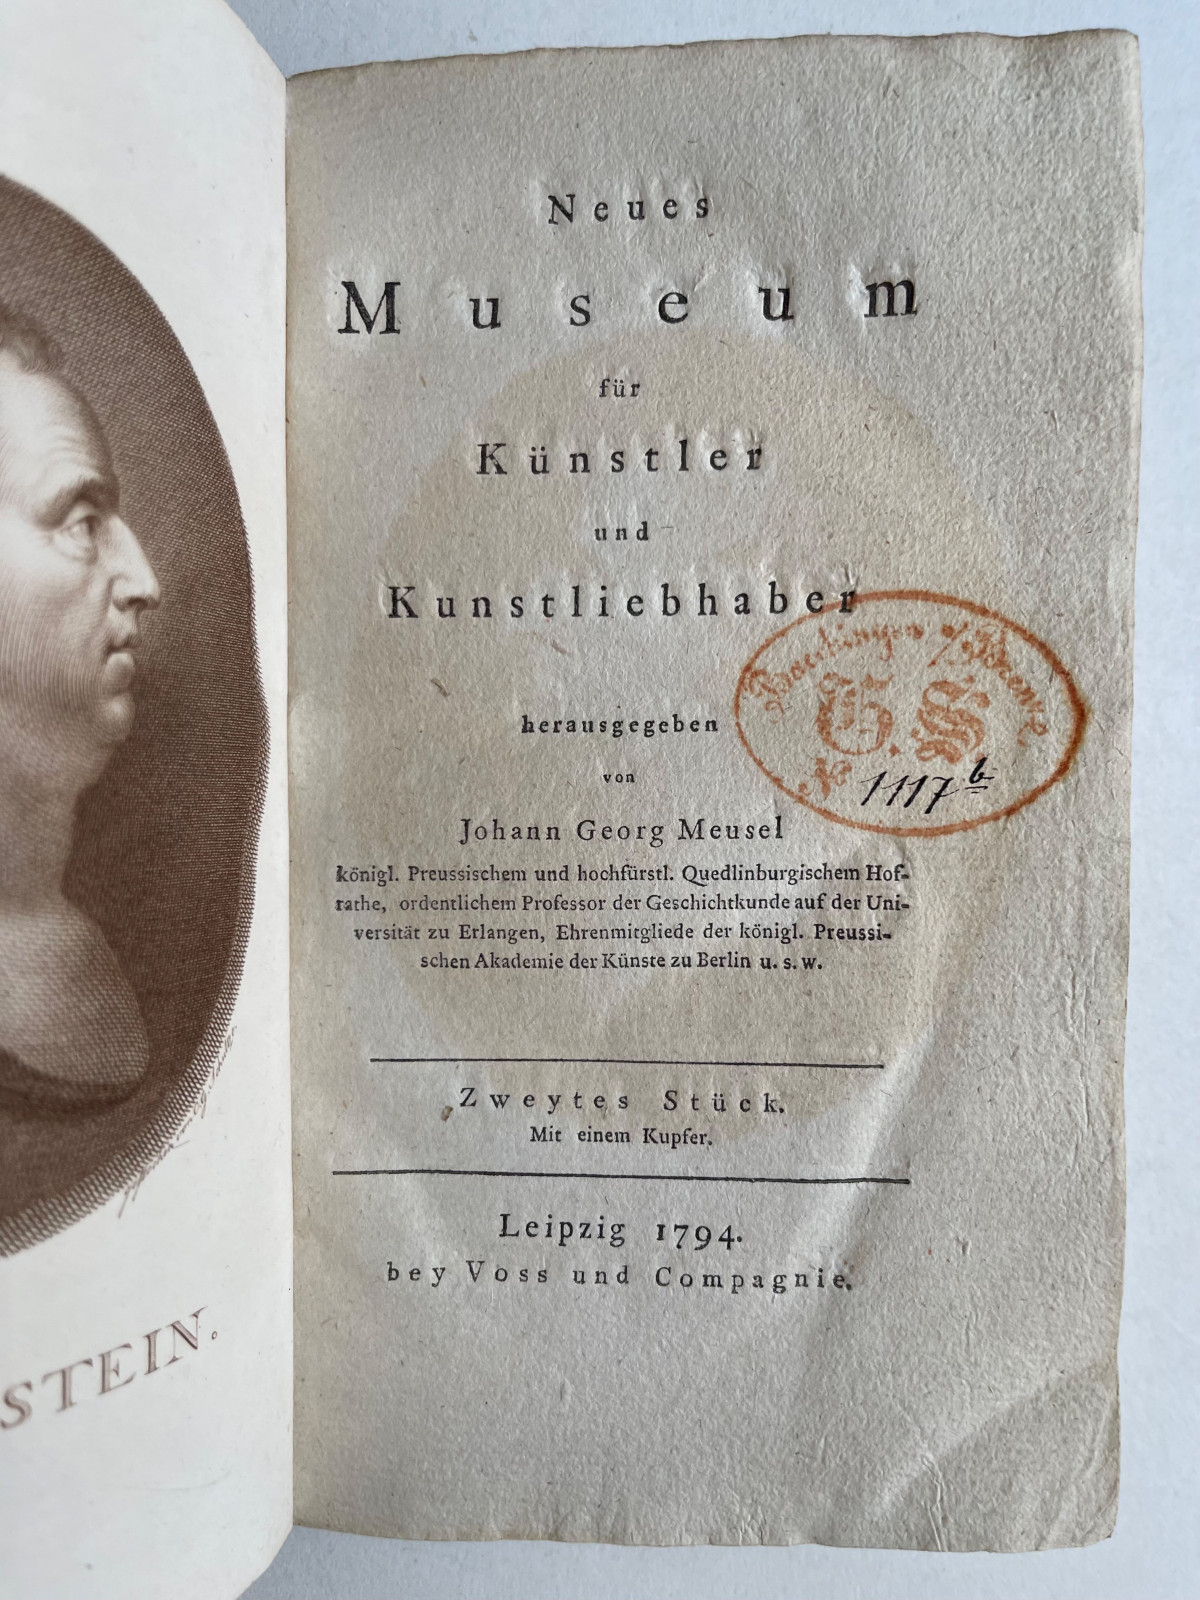 STEIN.
Neues
Museum
für
Künstler
und
Kunstliebhaber
herausgegeben
von
Johann Georg Meusel
königl. Preussischem und hochfürstl. Quedlinburgischem Hof-
rathe, ordentlichem Professor der Geschichtkunde auf der Uni-
versität zu Erlangen, Ehrenmitgliede der königl. Preussi-
schen Akademie der Künste zu Berlin u. s. w.
Baechingen a/Brenz.
G. S.
No 1117 b
Zweytes Stück.
Mit einem Kupfer.
Leipzig 1794.
bey Voss und Compagnie.